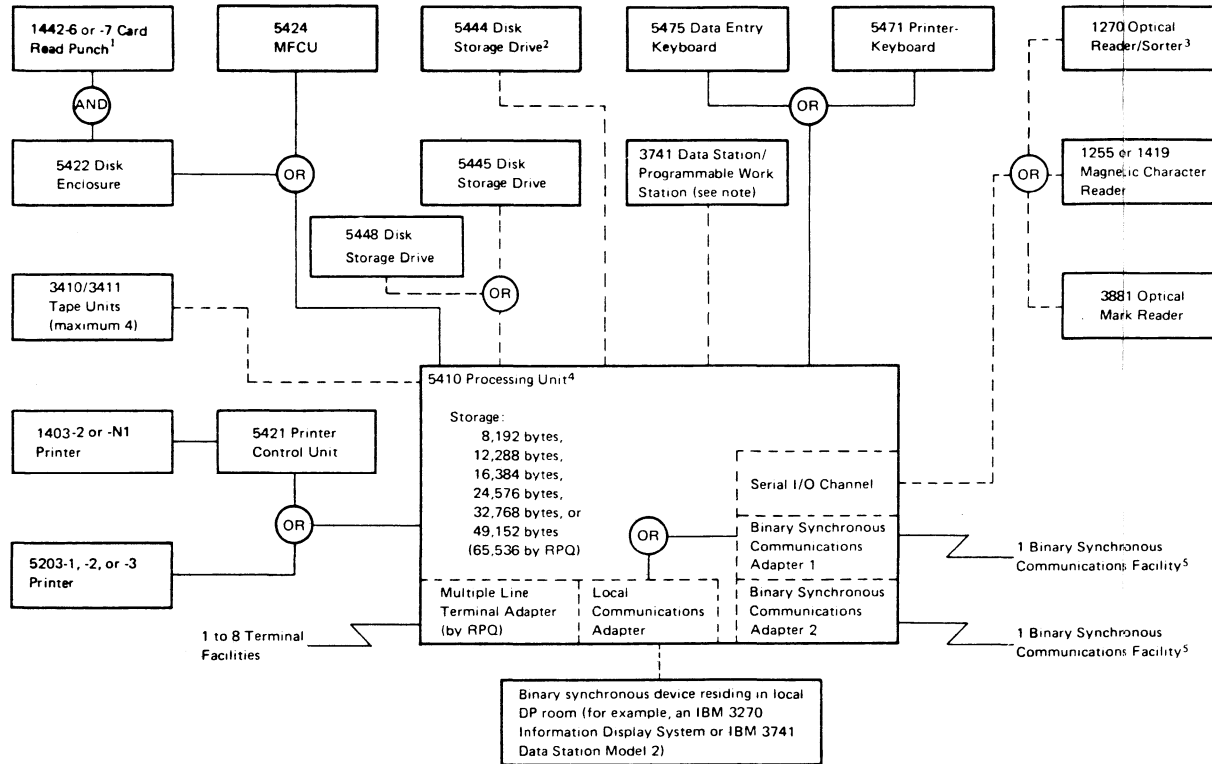 1442-6 or -7 Card
Read Punch¹
5424
MFCU
5444 Disk
Storage Drive²
5475 Data Entry
Keyboard
5471 Printer-
Keyboard
1270 Optical
Reader/Sorter³
AND
OR
5422 Disk
Enclosure
OR
5445 Disk
Storage Drive
3741 Data Station/
Programmable Work
Station (see note)
OR
1255 or 1419
Magnetic Character
Reader
5448 Disk
Storage Drive
OR
3410/3411
Tape Units
(maximum 4)
3881 Optical
Mark Reader
5410 Processing Unit⁴
Storage:
8,192 bytes,
12,288 bytes,
16,384 bytes,
24,576 bytes,
32,768 bytes, or
49,152 bytes
(65,536 by RPQ)
1403-2 or -N1
Printer
5421 Printer
Control Unit
OR
5203-1, -2, or -3
Printer
Serial I/O Channel
OR
Binary Synchronous
Communications
Adapter 1
1 Binary Synchronous
Communications Facility⁵
Multiple Line
Terminal Adapter
(by RPQ)
Local
Communications
Adapter
Binary Synchronous
Communications
Adapter 2
1 to 8 Terminal
Facilities
1 Binary Synchronous
Communications Facility⁵
Binary synchronous device residing in local
DP room (for example, an IBM 3270
Information Display System or IBM 3741
Data Station Model 2)